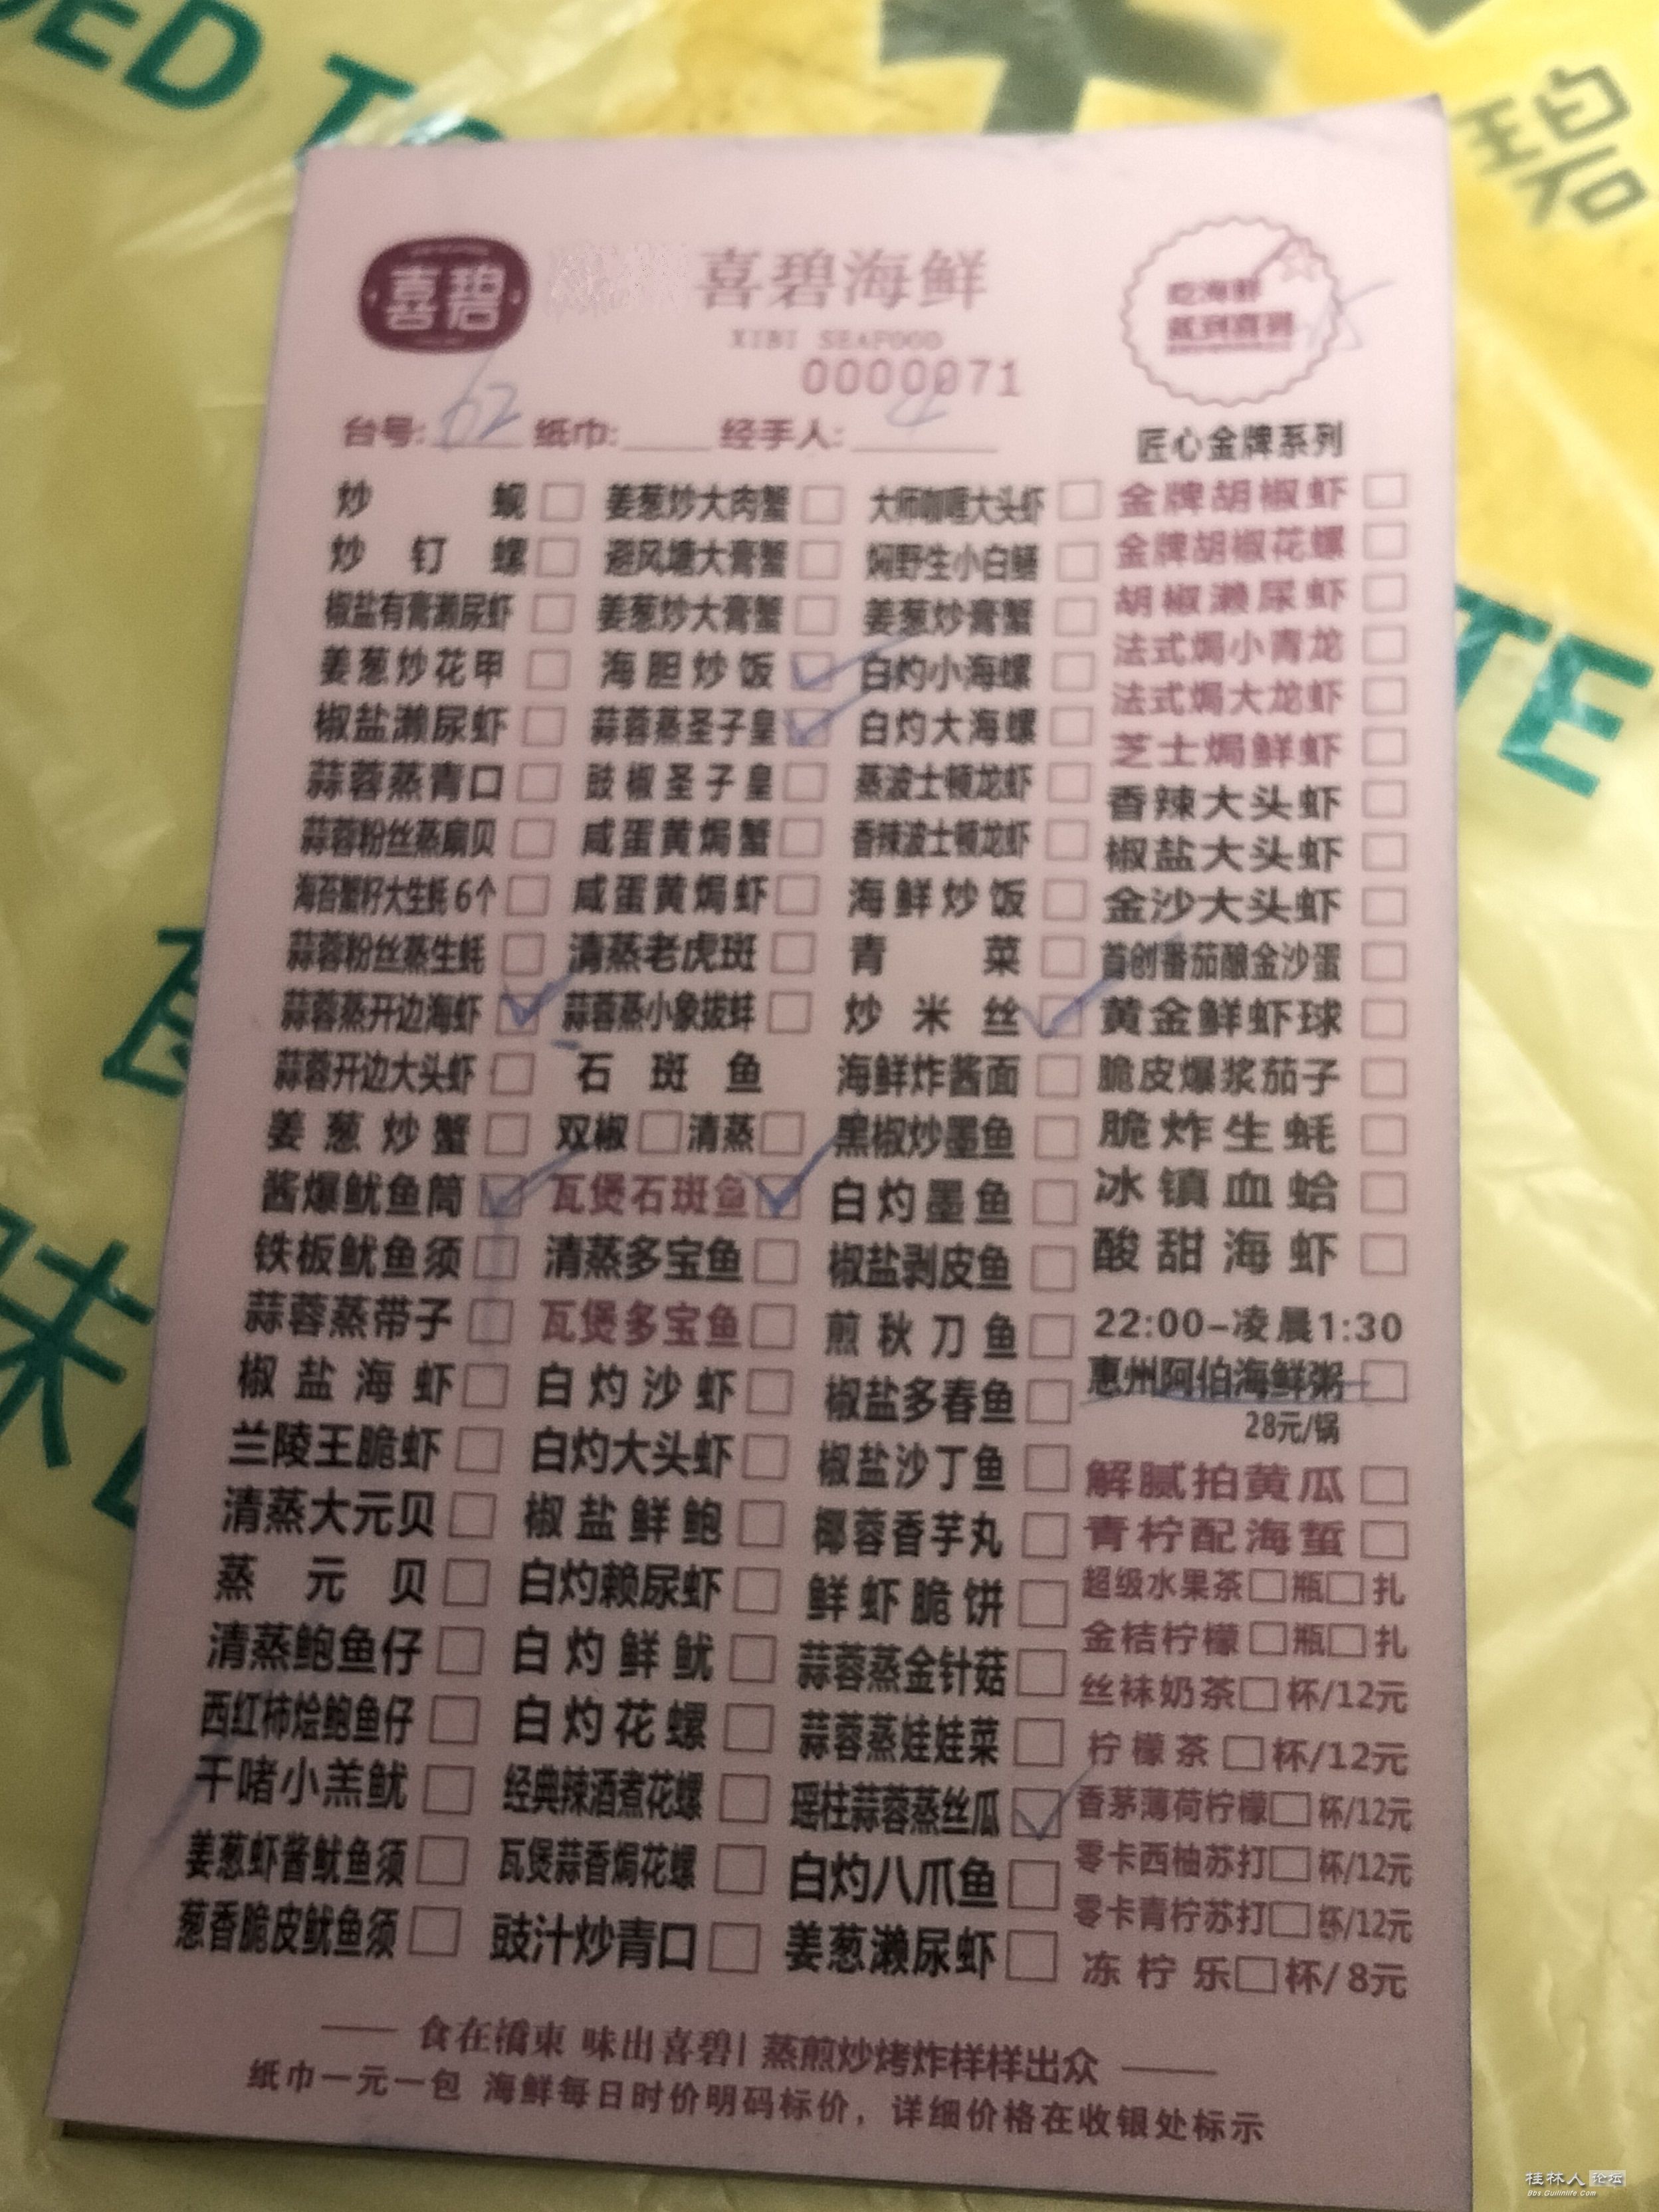 碧
喜碧
喜碧海鲜
XIBI SEAFOOD
0000071
吃海鲜
就到喜碧
台号: 62 纸巾: 经手人:
匠心金牌系列
炒蚬 姜葱炒大肉蟹 大师咖喱大头虾 金牌胡椒虾
炒钉螺 避风塘大膏蟹 焖野生小白鳝 金牌胡椒花螺
椒盐有膏濑尿虾 姜葱炒大膏蟹 姜葱炒膏蟹 胡椒濑尿虾
姜葱炒花甲 海胆炒饭 白灼小海螺 法式焗小青龙
椒盐濑尿虾 蒜蓉蒸圣子皇 白灼大海螺 法式焗大龙虾
蒜蓉蒸青口 豉椒圣子皇 蒸波士顿龙虾 芝士焗鲜虾
蒜蓉粉丝蒸扇贝 咸蛋黄焗蟹 香辣波士顿龙虾 香辣大头虾
海苔蟹籽大生蚝6个 咸蛋黄焗虾 海鲜炒饭 椒盐大头虾
蒜蓉粉丝蒸生蚝 清蒸老虎斑 青菜 金沙大头虾
蒜蓉蒸开边海虾 蒜蓉蒸小象拔蚌 炒米丝 首创番茄酿金沙蛋
蒜蓉开边大头虾 石斑鱼 海鲜炸酱面 黄金鲜虾球
姜葱炒蟹 双椒 清蒸 黑椒炒墨鱼 脆皮爆浆茄子
酱爆鱿鱼筒 瓦煲石斑鱼 白灼墨鱼 脆炸生蚝
铁板鱿鱼须 清蒸多宝鱼 椒盐剥皮鱼 冰镇血蛤
蒜蓉蒸带子 瓦煲多宝鱼 煎秋刀鱼 酸甜海虾
椒盐海虾 白灼沙虾 椒盐多春鱼 22:00-凌晨1:30
兰陵王脆虾 白灼大头虾 椒盐沙丁鱼 惠州阿伯海鲜粥
28元/锅
清蒸大元贝 椒盐鲜鲍 椰蓉香芋丸 解腻拍黄瓜
蒸元贝 白灼赖尿虾 鲜虾脆饼 青柠配海蜇
清蒸鲍鱼仔 白灼鲜鱿 蒜蓉蒸金针菇 超级水果茶 瓶 扎
西红柿烩鲍鱼仔 白灼花螺 蒜蓉蒸娃娃菜 金桔柠檬 瓶 扎
干啫小羔鱿 经典辣酒煮花螺 瑶柱蒜蓉蒸丝瓜 丝袜奶茶 杯/12元
姜葱虾酱鱿鱼须 瓦煲蒜香焗花螺 白灼八爪鱼 柠檬茶 杯/12元
葱香脆皮鱿鱼须 豉汁炒青口 姜葱濑尿虾 香茅薄荷柠檬 杯/12元
零卡西柚苏打 杯/12元
零卡青柠苏打 杯/12元
冻柠乐 杯/8元
食在橋東 味出喜碧| 蒸煎炒烤炸样样出众
纸巾一元一包 海鲜每日时价明码标价，详细价格在收银处标示
桂林人论坛
Bbs.Guilinlife.Com